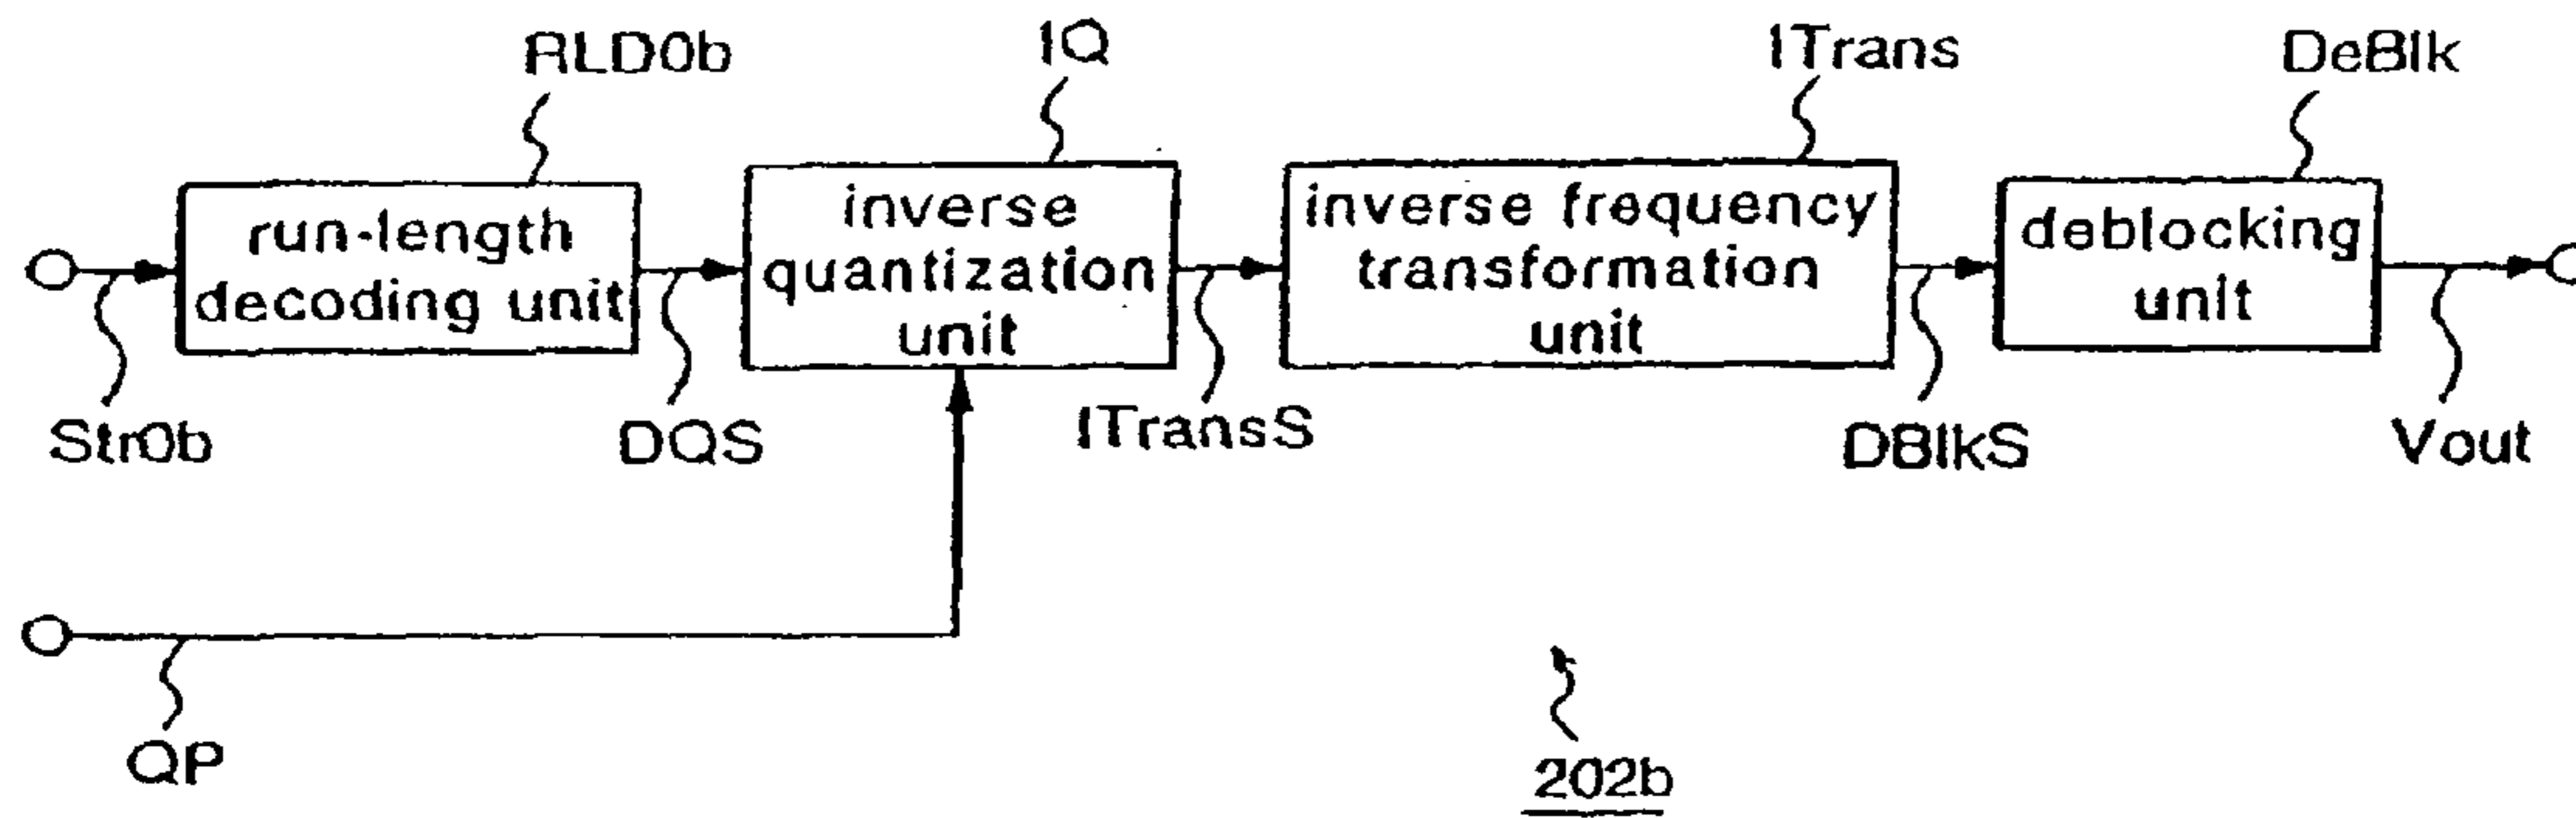 RLD0b
IQ
ITrans
DeBlk
run-length
decoding unit
inverse
quantization
unit
inverse frequency
transformation
unit
deblocking
unit
Str0b
DQS
ITransS
DBlkS
Vout
QP
202b